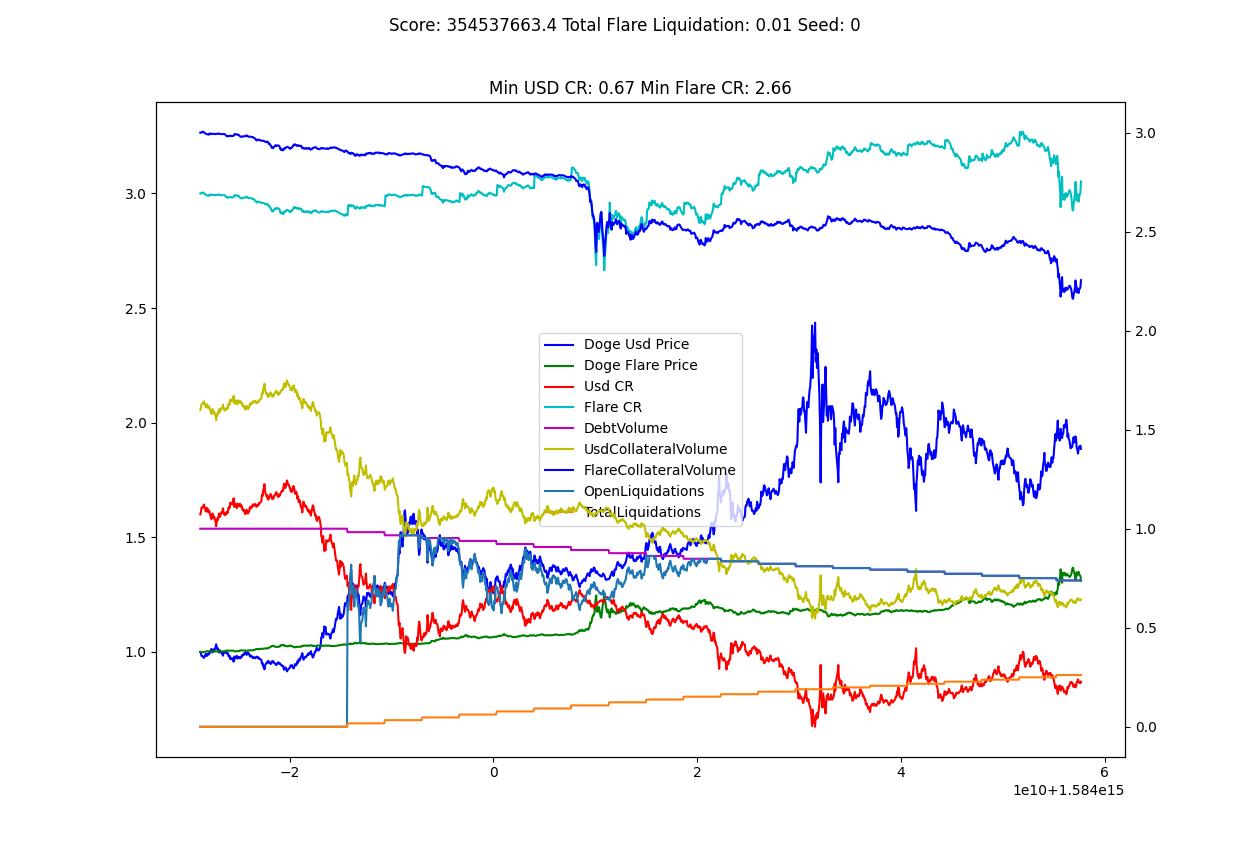 Score: 354537663.4 Total Flare Liquidation: 0.01 Seed: 0
Min USD CR: 0.67 Min Flare CR: 2.66
3.0
2.5
2.0
1.5
1.0
3.0
2.5
2.0
1.5
1.0
0.5
0.0
Doge Usd Price
Doge Flare Price
Usd CR
Flare CR
DebtVolume
UsdCollateralVolume
FlareCollateralVolume
OpenLiquidations
TotalLiquidations
−2 0 2 4 6
1e10+1.584e15